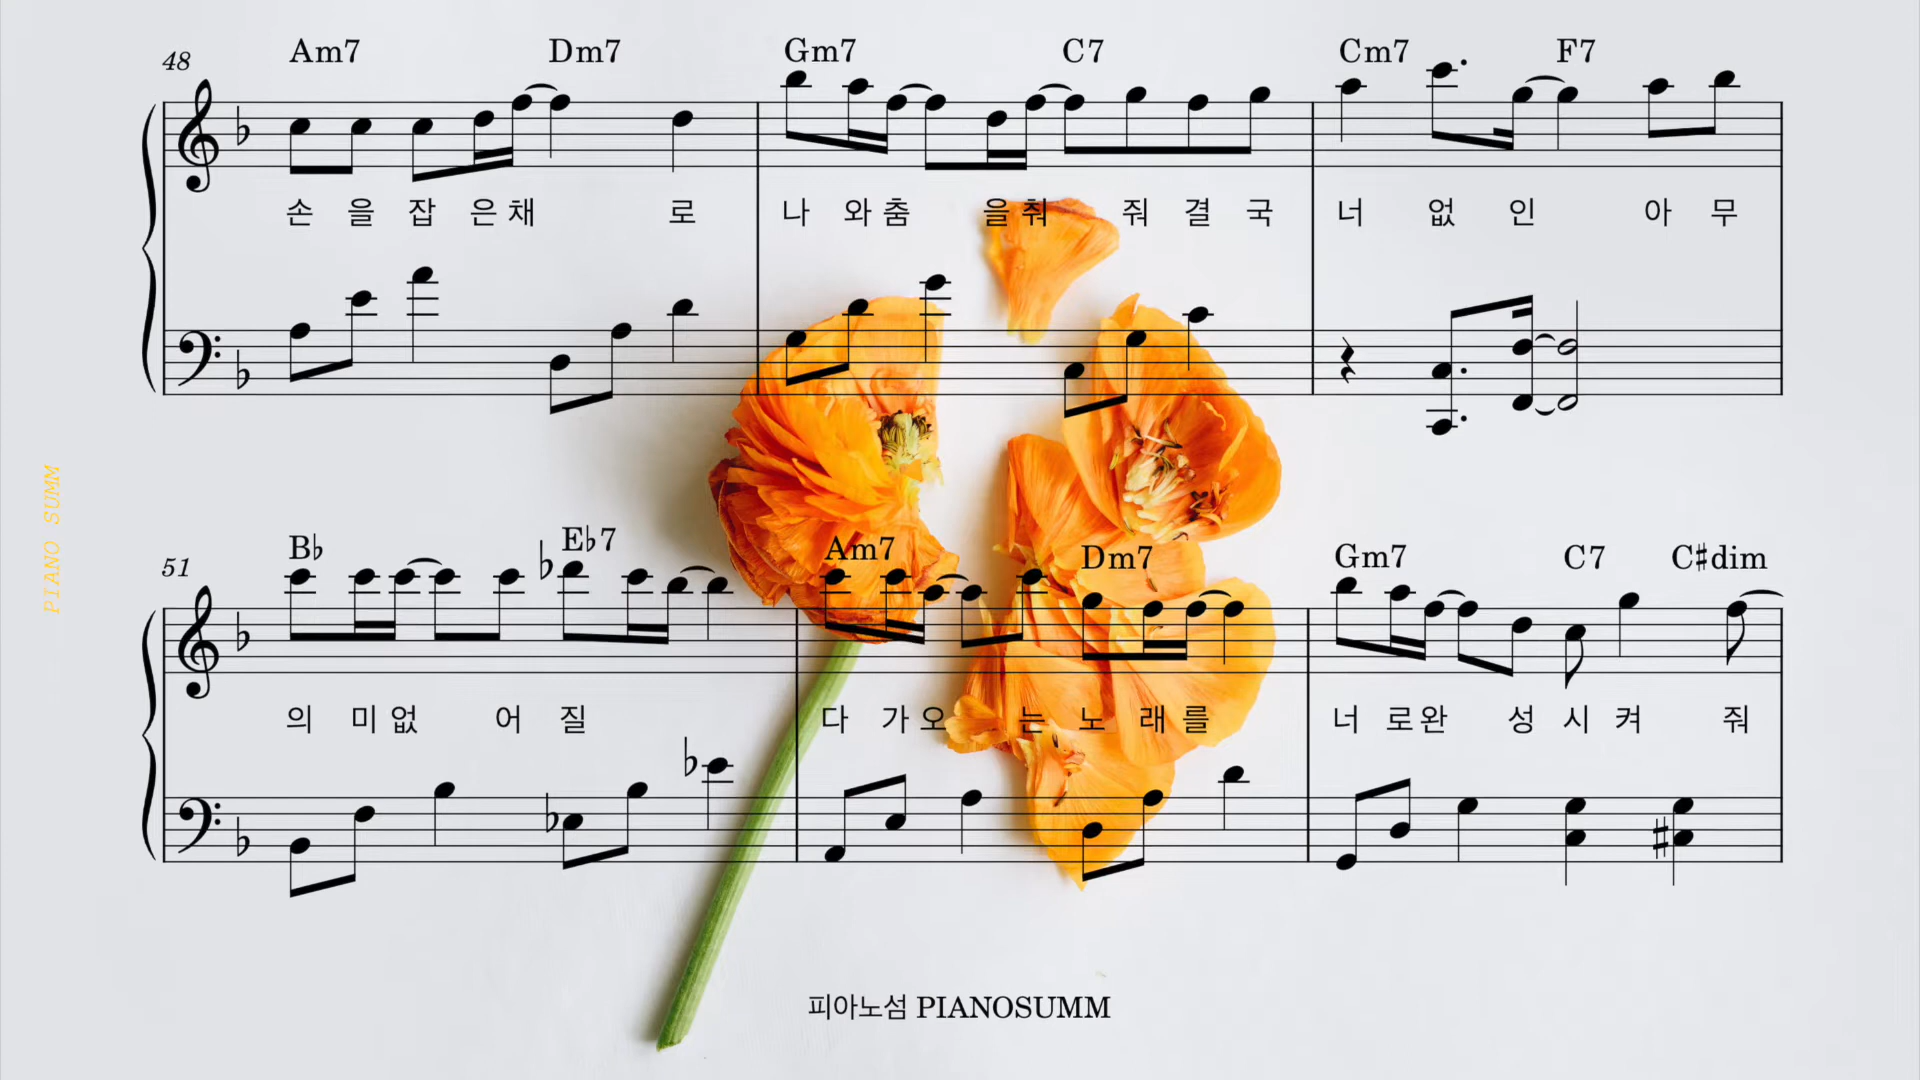 48 Am7 Dm7 Gm7 C7 Cm7 F7
손 을 잡 은 채 로 나 와 춤 을 춰 줘 결 국 너 없 인 아 무
PIANO SUMM
51 B♭ E♭7 Am7 Dm7 Gm7 C7 C♯dim
의 미 없 어 질 다 가 오 는 노 래 를 너 로 완 성 시 켜 줘
피아노섬 PIANOSUMM